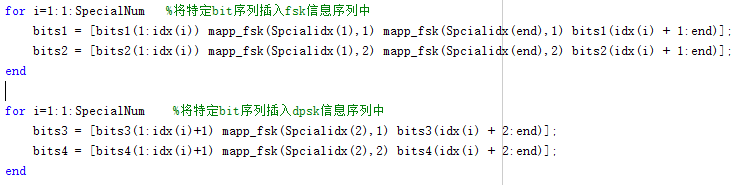 for i=1:1:SpecialNum   %将特定bit序列插入fsk信息序列中
    bits1 = [bits1(1:idx(i)) mapp_fsk(Spcialidx(1),1) mapp_fsk(Spcialidx(end),1) bits1(idx(i) + 1:end)];
    bits2 = [bits2(1:idx(i)) mapp_fsk(Spcialidx(1),2) mapp_fsk(Spcialidx(end),2) bits2(idx(i) + 1:end)];
end
for i=1:1:SpecialNum    %将特定bit序列插入dpsk信息序列中
    bits3 = [bits3(1:idx(i)+1) mapp_fsk(Spcialidx(2),1) bits3(idx(i) + 2:end)];
    bits4 = [bits4(1:idx(i)+1) mapp_fsk(Spcialidx(2),2) bits4(idx(i) + 2:end)];
end